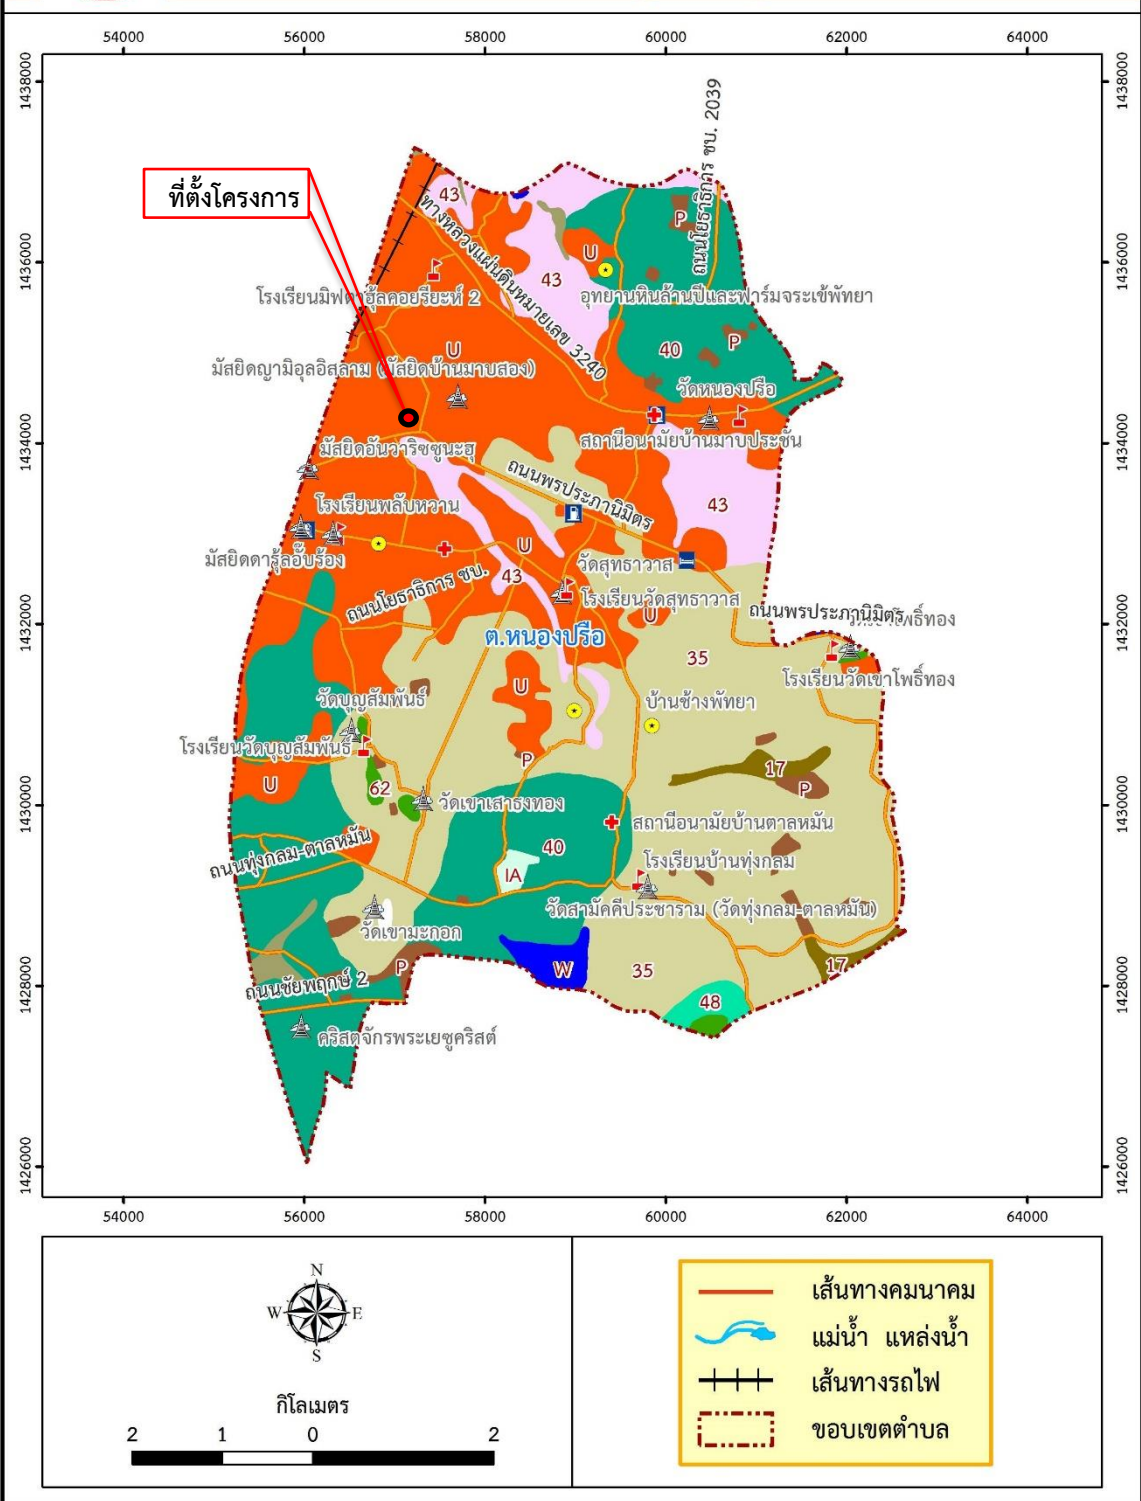 54000 56000 58000 60000 62000 64000
1438000 1438000
ถนนโยธาธิการ ชบ. 2039
ที่ตั้งโครงการ
43
P
ทางหลวงแผ่นดินหมายเลข 3240
1436000 1436000
U
43
โรงเรียนมิฟตาฮุ้ลคอยรียะห์ 2
อุทยานหินล้านปีและฟาร์มจระเข้พัทยา
U
40
P
มัสยิดญามิอุลอิสลาม (มัสยิดบ้านมาบสอง)
วัดหนองปรือ
1434000 1434000
มัสยิดอันวาริซซูนะฮุ
สถานีอนามัยบ้านมาบประชัน
ถนนพรประภานิมิตร
โรงเรียนพลับหวาน
43
มัสยิดดารุ้ลอั๊บร้อง
U
วัดสุทธาวาส
ถนนโยธาธิการ ชบ.
43
โรงเรียนวัดสุทธาวาส
1432000 1432000
U
ถนนพรประภานิมิตร
โพธิ์ทอง
ต.หนองปรือ
35
โรงเรียนวัดเขาโพธิ์ทอง
U
วัดบุญสัมพันธ์
บ้านช้างพัทยา
โรงเรียนวัดบุญสัมพันธ์
P
17
U
62
P
1430000 1430000
วัดเขาเสาธงทอง
สถานีอนามัยบ้านตาลหมัน
ถนนทุ่งกลม-ตาลหมัน
40
โรงเรียนบ้านทุ่งกลม
IA
วัดสามัคคีประชาราม (วัดทุ่งกลม-ตาลหมัน)
วัดเขามะกอก
P
W
35
17
1428000 1428000
ถนนชัยพฤกษ์ 2
48
คริสตจักรพระเยซูคริสต์
1426000 1426000
54000 56000 58000 60000 62000 64000
N
W E
S
กิโลเมตร
2 1 0 2
เส้นทางคมนาคม
แม่น้ำ แหล่งน้ำ
เส้นทางรถไฟ
ขอบเขตตำบล